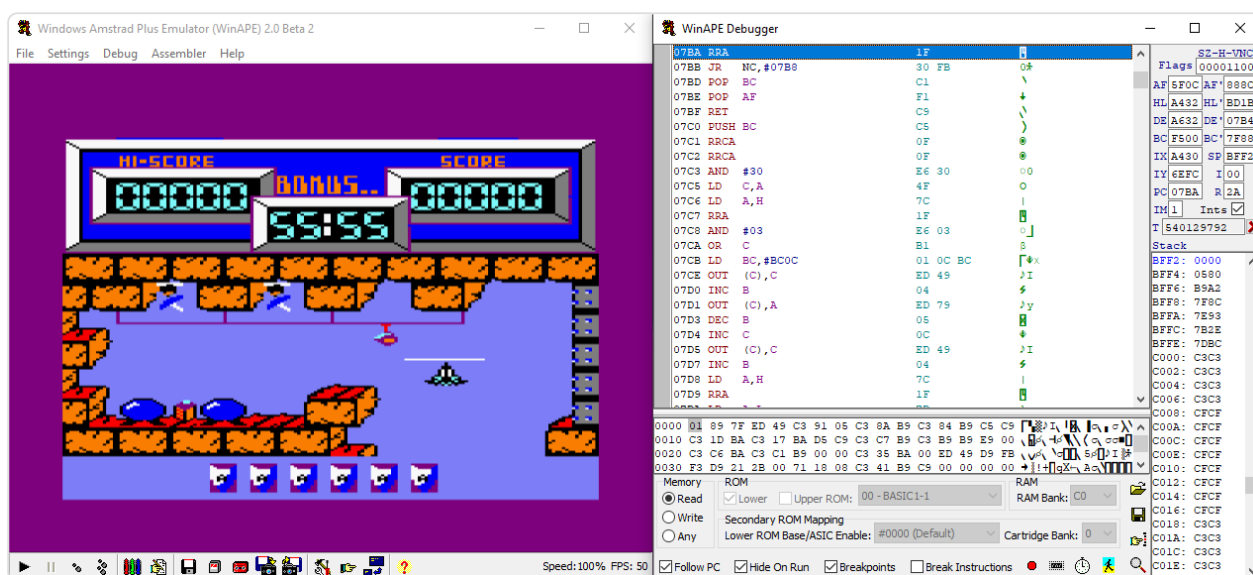 Windows Amstrad Plus Emulator (WinAPE) 2.0 Beta 2
File Settings Debug Assembler Help
HI-SCORE SCORE
00000 BONUS.. 00000
55:55
Speed:100% FPS: 50
WinAPE Debugger
07BA RRA 1F
07BB JR NC,#07B8 30 FB
07BD POP BC C1
07BE POP AF F1
07BF RET C9
07C0 PUSH BC C5
07C1 RRCA 0F
07C2 RRCA 0F
07C3 AND #30 E6 30
07C5 LD C,A 4F
07C6 LD A,H 7C
07C7 RRA 1F
07C8 AND #03 E6 03
07CA OR C B1
07CB LD BC,#BC0C 01 0C BC
07CE OUT (C),C ED 49
07D0 INC B 04
07D1 OUT (C),A ED 79
07D3 DEC B 05
07D4 INC C 0C
07D5 OUT (C),C ED 49
07D7 INC B 04
07D8 LD A,H 7C
07D9 RRA 1F
SZ-H-VNC
Flags 00001100
AF 5F0C AF' 888C
HL A432 HL' BD1B
DE A632 DE' 07B4
BC F500 BC' 7F88
IX A430 SP BFF2
IY 6EFC I 00
PC 07BA R 2A
IM 1 Ints
T 540129792
Stack
BFF2: 0000
BFF4: 0580
BFF6: B9A2
BFF8: 7F8C
BFFA: 7E93
BFFC: 7B2E
BFFE: 7DBC
C000: C3C3
C002: C3C3
C004: C3C3
C006: C3C3
C008: CFCF
C00A: CFCF
C00C: CFCF
C00E: CFCF
C010: CFCF
C012: CFCF
C014: CFCF
C016: CFCF
C018: C3C3
C01A: C3C3
C01C: C3C3
C01E: C3C3
0000 01 89 7F ED 49 C3 91 05 C3 8A B9 C3 84 B9 C5 C9
0010 C3 1D BA C3 17 BA D5 C9 C3 C7 B9 C3 B9 B9 E9 00
0020 C3 C6 BA C3 C1 B9 00 00 C3 35 BA 00 ED 49 D9 FB
0030 F3 D9 21 2B 00 71 18 08 C3 41 B9 C9 00 00 00 00
Memory ROM RAM
Read Lower Upper ROM: 00 - BASIC1-1 RAM Bank: C0
Write Secondary ROM Mapping
Any Lower ROM Base/ASIC Enable: #0000 (Default) Cartridge Bank: 0
Follow PC Hide On Run Breakpoints Break Instructions